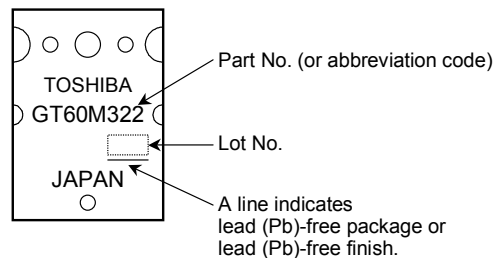 Part No. (or abbreviation code)
TOSHIBA
GT60M322
Lot No.
JAPAN
A line indicates
lead (Pb)-free package or
lead (Pb)-free finish.